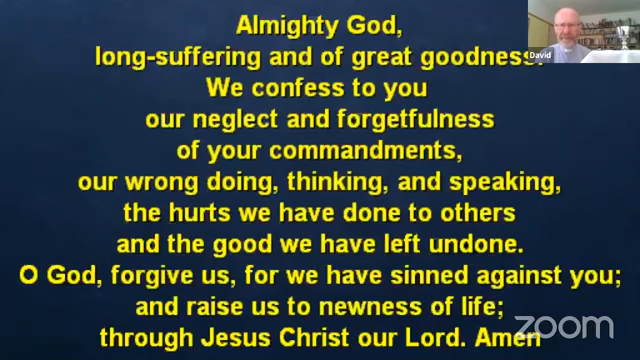 Almighty God,
long-suffering and of great goodness.
We confess to you
our neglect and forgetfulness
of your commandments,
our wrong doing, thinking, and speaking,
the hurts we have done to others
and the good we have left undone.
O God, forgive us, for we have sinned against you;
and raise us to newness of life;
through Jesus Christ our Lord. Amen
David
zoom